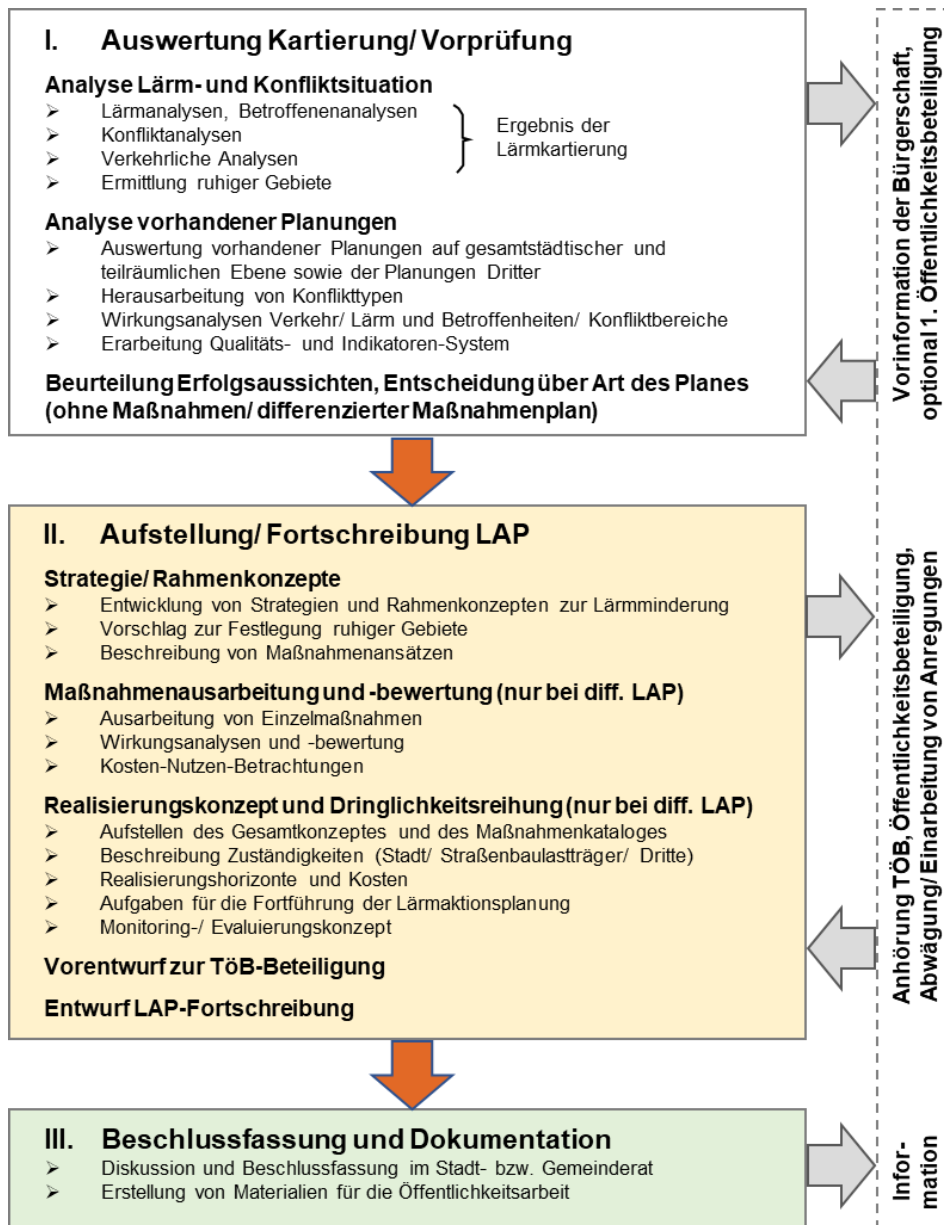 I. Auswertung Kartierung/ Vorprüfung
Analyse Lärm- und Konfliktsituation
➢ Lärmanalysen, Betroffenenanalysen
➢ Konfliktanalysen
➢ Verkehrliche Analysen
➢ Ermittlung ruhiger Gebiete
Ergebnis der
Lärmkartierung
Analyse vorhandener Planungen
➢ Auswertung vorhandener Planungen auf gesamtstädtischer und
teilräumlichen Ebene sowie der Planungen Dritter
➢ Herausarbeitung von Konflikttypen
➢ Wirkungsanalysen Verkehr/ Lärm und Betroffenheiten/ Konfliktbereiche
➢ Erarbeitung Qualitäts- und Indikatoren-System
Beurteilung Erfolgsaussichten, Entscheidung über Art des Planes
(ohne Maßnahmen/ differenzierter Maßnahmenplan)
Vorinformation der Bürgerschaft,
optional 1. Öffentlichkeitsbeteiligung
II. Aufstellung/ Fortschreibung LAP
Strategie/ Rahmenkonzepte
➢ Entwicklung von Strategien und Rahmenkonzepten zur Lärmminderung
➢ Vorschlag zur Festlegung ruhiger Gebiete
➢ Beschreibung von Maßnahmenansätzen
Maßnahmenausarbeitung und -bewertung (nur bei diff. LAP)
➢ Ausarbeitung von Einzelmaßnahmen
➢ Wirkungsanalysen und -bewertung
➢ Kosten-Nutzen-Betrachtungen
Realisierungskonzept und Dringlichkeitsreihung (nur bei diff. LAP)
➢ Aufstellen des Gesamtkonzeptes und des Maßnahmenkataloges
➢ Beschreibung Zuständigkeiten (Stadt/ Straßenbaulastträger/ Dritte)
➢ Realisierungshorizonte und Kosten
➢ Aufgaben für die Fortführung der Lärmaktionsplanung
➢ Monitoring-/ Evaluierungskonzept
Vorentwurf zur TöB-Beteiligung
Entwurf LAP-Fortschreibung
Anhörung TÖB, Öffentlichkeitsbeteiligung,
Abwägung/ Einarbeitung von Anregungen
III. Beschlussfassung und Dokumentation
➢ Diskussion und Beschlussfassung im Stadt- bzw. Gemeinderat
➢ Erstellung von Materialien für die Öffentlichkeitsarbeit
Infor-
mation